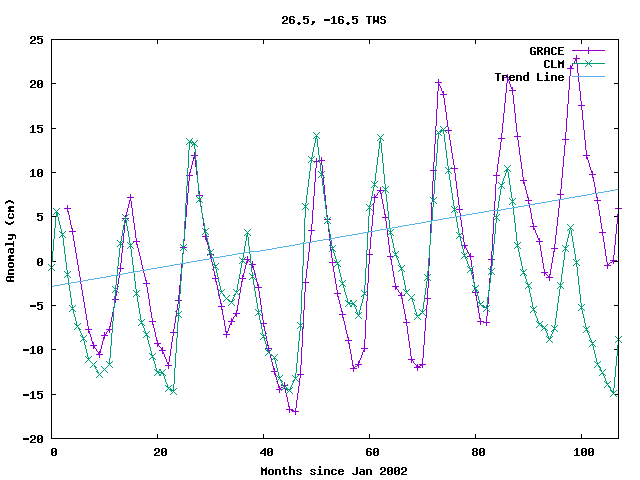 26.5, -16.5 TWS
GRACE
CLM
Trend Line
25
20
15
10
5
0
-5
-10
-15
-20
Anomaly (cm)
0 20 40 60 80 100
Months since Jan 2002